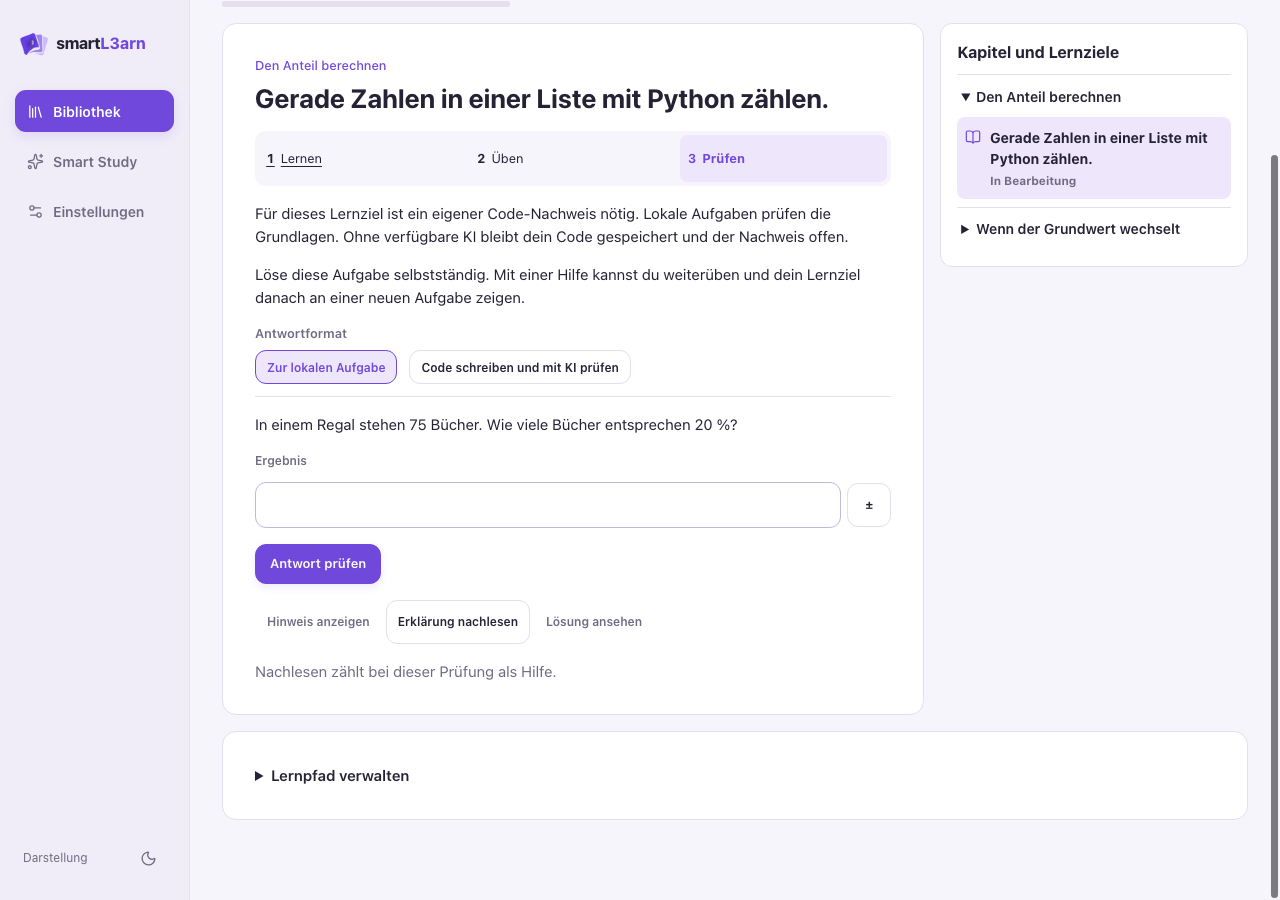 smartL3arn
Bibliothek
Smart Study
Einstellungen
Darstellung
Den Anteil berechnen
Gerade Zahlen in einer Liste mit Python zählen.
1 Lernen
2 Üben
3 Prüfen
Für dieses Lernziel ist ein eigener Code-Nachweis nötig. Lokale Aufgaben prüfen die
Grundlagen. Ohne verfügbare KI bleibt dein Code gespeichert und der Nachweis offen.
Löse diese Aufgabe selbstständig. Mit einer Hilfe kannst du weiterüben und dein Lernziel
danach an einer neuen Aufgabe zeigen.
Antwortformat
Zur lokalen Aufgabe
Code schreiben und mit KI prüfen
In einem Regal stehen 75 Bücher. Wie viele Bücher entsprechen 20 %?
Ergebnis
±
Antwort prüfen
Hinweis anzeigen
Erklärung nachlesen
Lösung ansehen
Nachlesen zählt bei dieser Prüfung als Hilfe.
Kapitel und Lernziele
Den Anteil berechnen
Gerade Zahlen in einer Liste mit
Python zählen.
In Bearbeitung
Wenn der Grundwert wechselt
Lernpfad verwalten